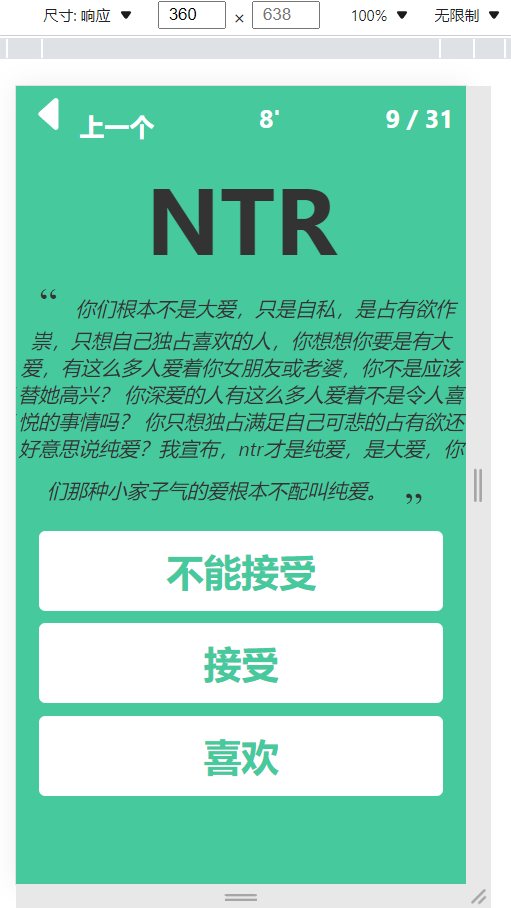 尺寸: 响应 ▼ 360 × 638 100% ▼ 无限制 ▼
上一个 8' 9 / 31
NTR
“ 你们根本不是大爱，只是自私，是占有欲作
祟，只想自己独占喜欢的人，你想想你要是有大
爱，有这么多人爱着你女朋友或老婆，你不是应该
替她高兴？ 你深爱的人有这么多人爱着不是令人喜
悦的事情吗？ 你只想独占满足自己可悲的占有欲还
好意思说纯爱？我宣布，ntr才是纯爱，是大爱，你
们那种小家子气的爱根本不配叫纯爱。 ”
不能接受
接受
喜欢